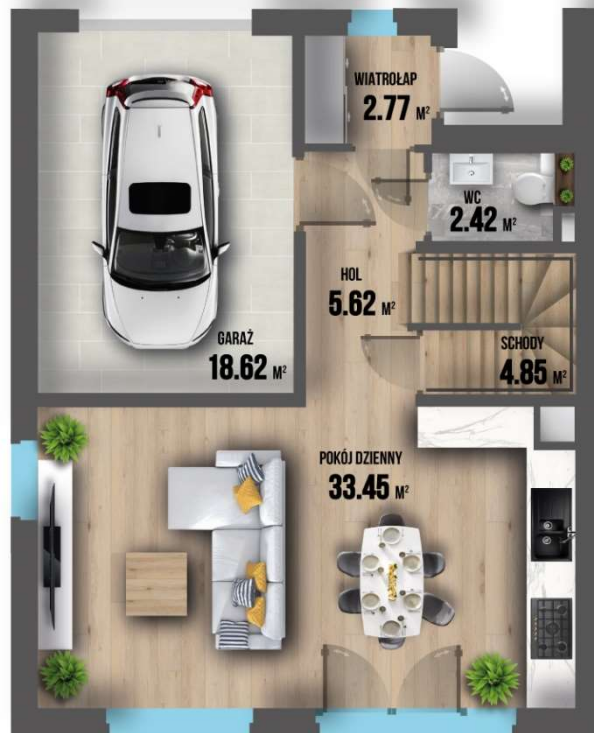 WIATROŁAP
2.77 M²
WC
2.42 M²
HOL
5.62 M²
GARAŻ
18.62 M²
SCHODY
4.85 M²
POKÓJ DZIENNY
33.45 M²